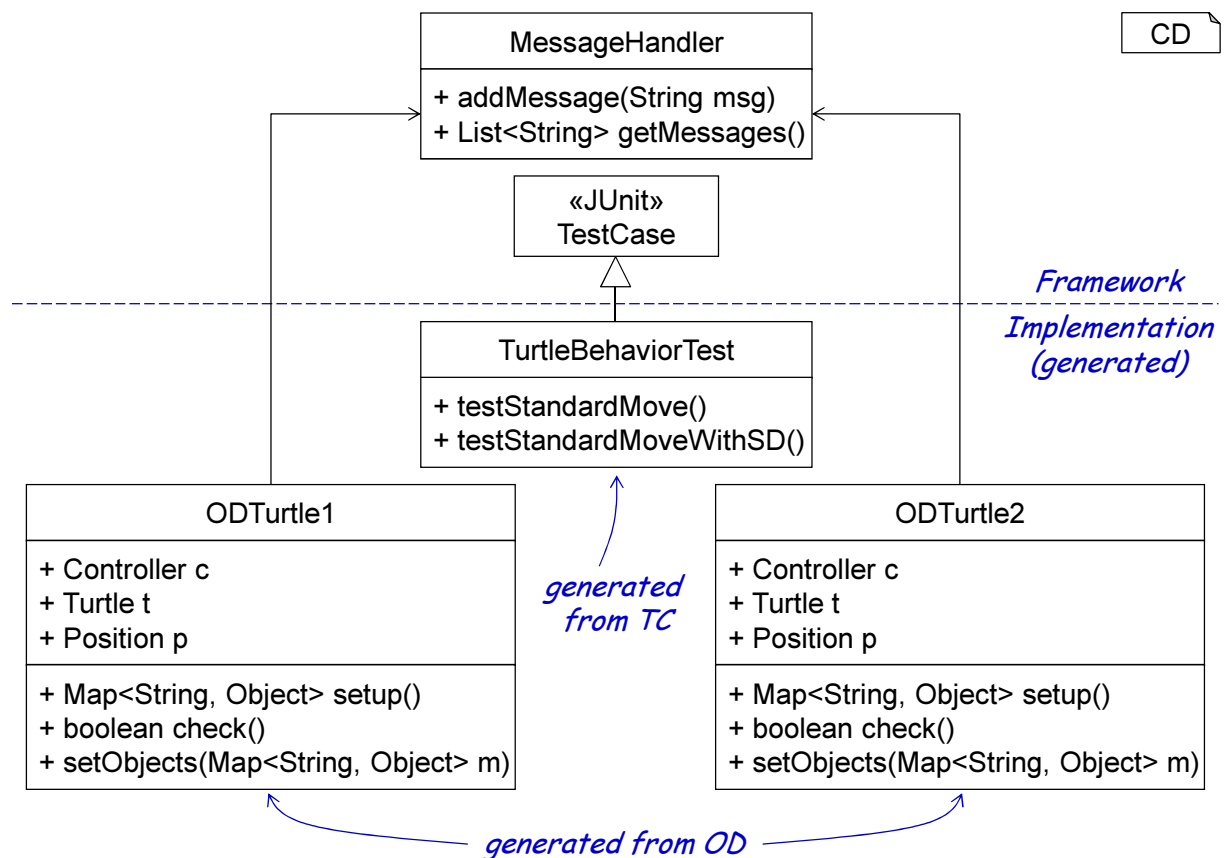 MessageHandler
+ addMessage(String msg)
+ List<String> getMessages()
CD
«JUnit»
TestCase
Framework
Implementation
(generated)
TurtleBehaviorTest
+ testStandardMove()
+ testStandardMoveWithSD()
generated
from TC
ODTurtle1
+ Controller c
+ Turtle t
+ Position p
+ Map<String, Object> setup()
+ boolean check()
+ setObjects(Map<String, Object> m)
ODTurtle2
+ Controller c
+ Turtle t
+ Position p
+ Map<String, Object> setup()
+ boolean check()
+ setObjects(Map<String, Object> m)
generated from OD